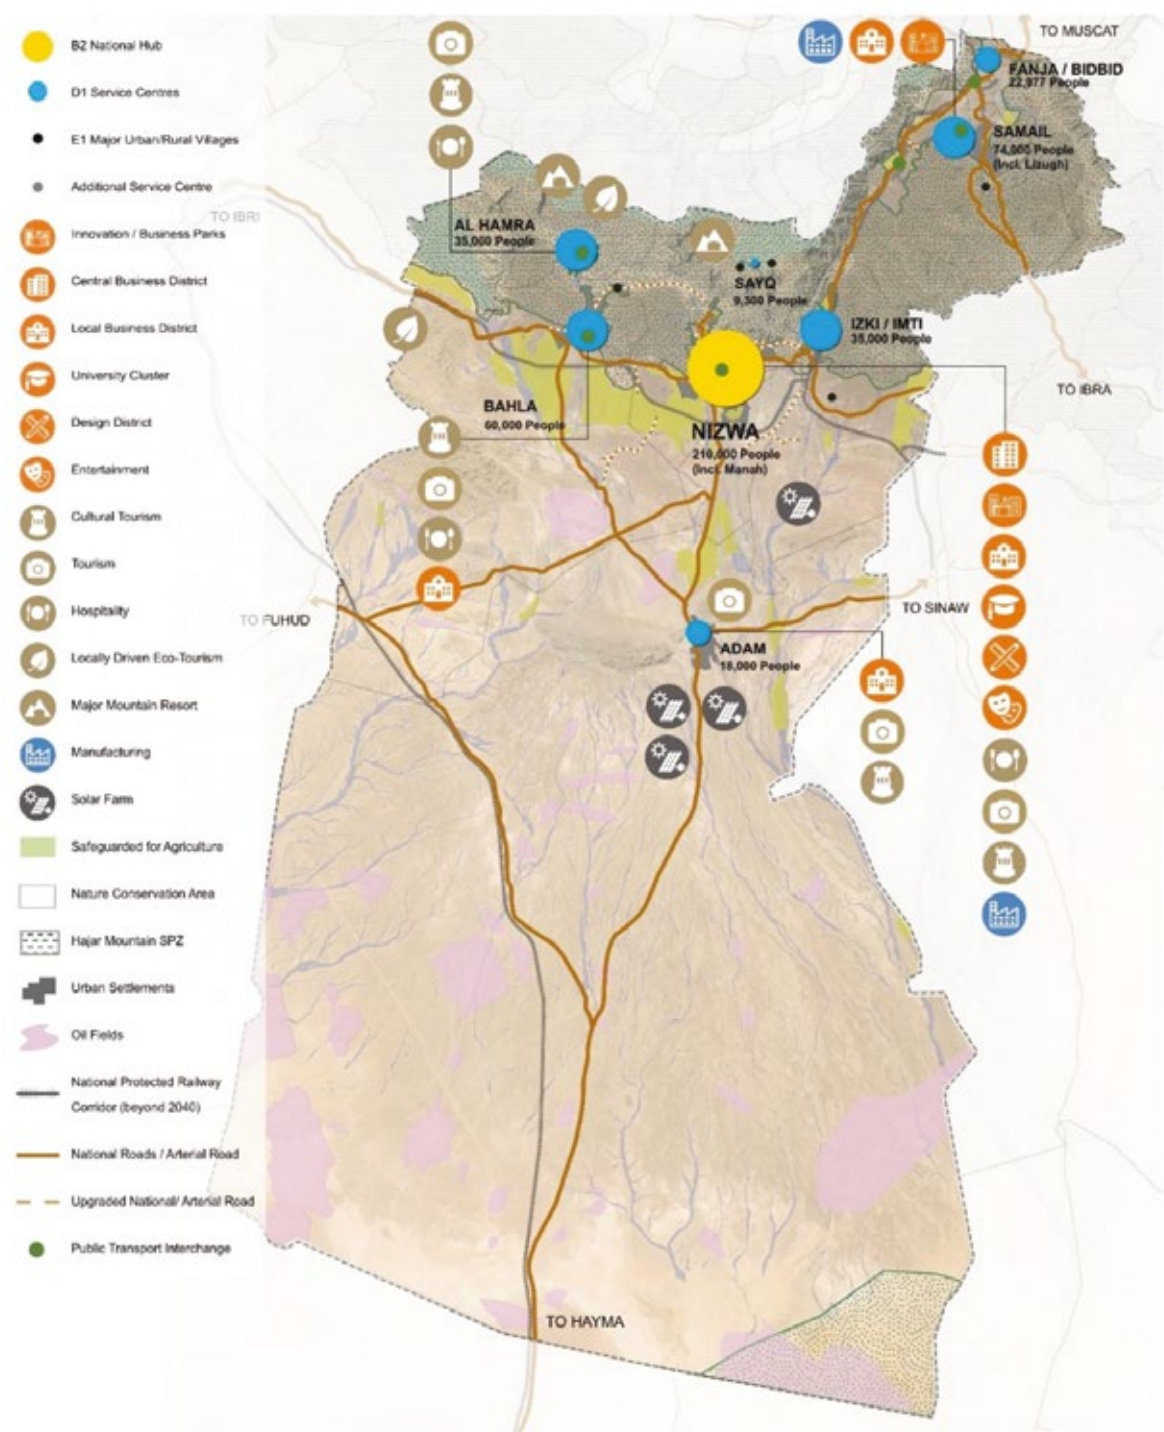 B2 National Hub
D1 Service Centres
E1 Major Urban/Rural Villages
Additional Service Centre
Innovation / Business Parks
Central Business District
Local Business District
University Cluster
Design District
Entertainment
Cultural Tourism
Tourism
Hospitality
Locally Driven Eco-Tourism
Major Mountain Resort
Manufacturing
Solar Farm
Safeguarded for Agriculture
Nature Conservation Area
Hajar Mountain SPZ
Urban Settlements
Oil Fields
National Protected Railway
Corridor (beyond 2040)
National Roads / Arterial Road
Upgraded National/ Arterial Road
Public Transport Interchange
TO MUSCAT
FANJA / BIDBID
22,977 People
SAMAIL
74,000 People
(Incl. Lizugh)
TO IBRI
AL HAMRA
35,000 People
SAYQ
9,300 People
IZKI / IMTI
35,000 People
TO IBRA
BAHLA
60,000 People
NIZWA
210,000 People
(Incl. Manah)
TO FUHUD
TO SINAW
ADAM
18,000 People
TO HAYMA